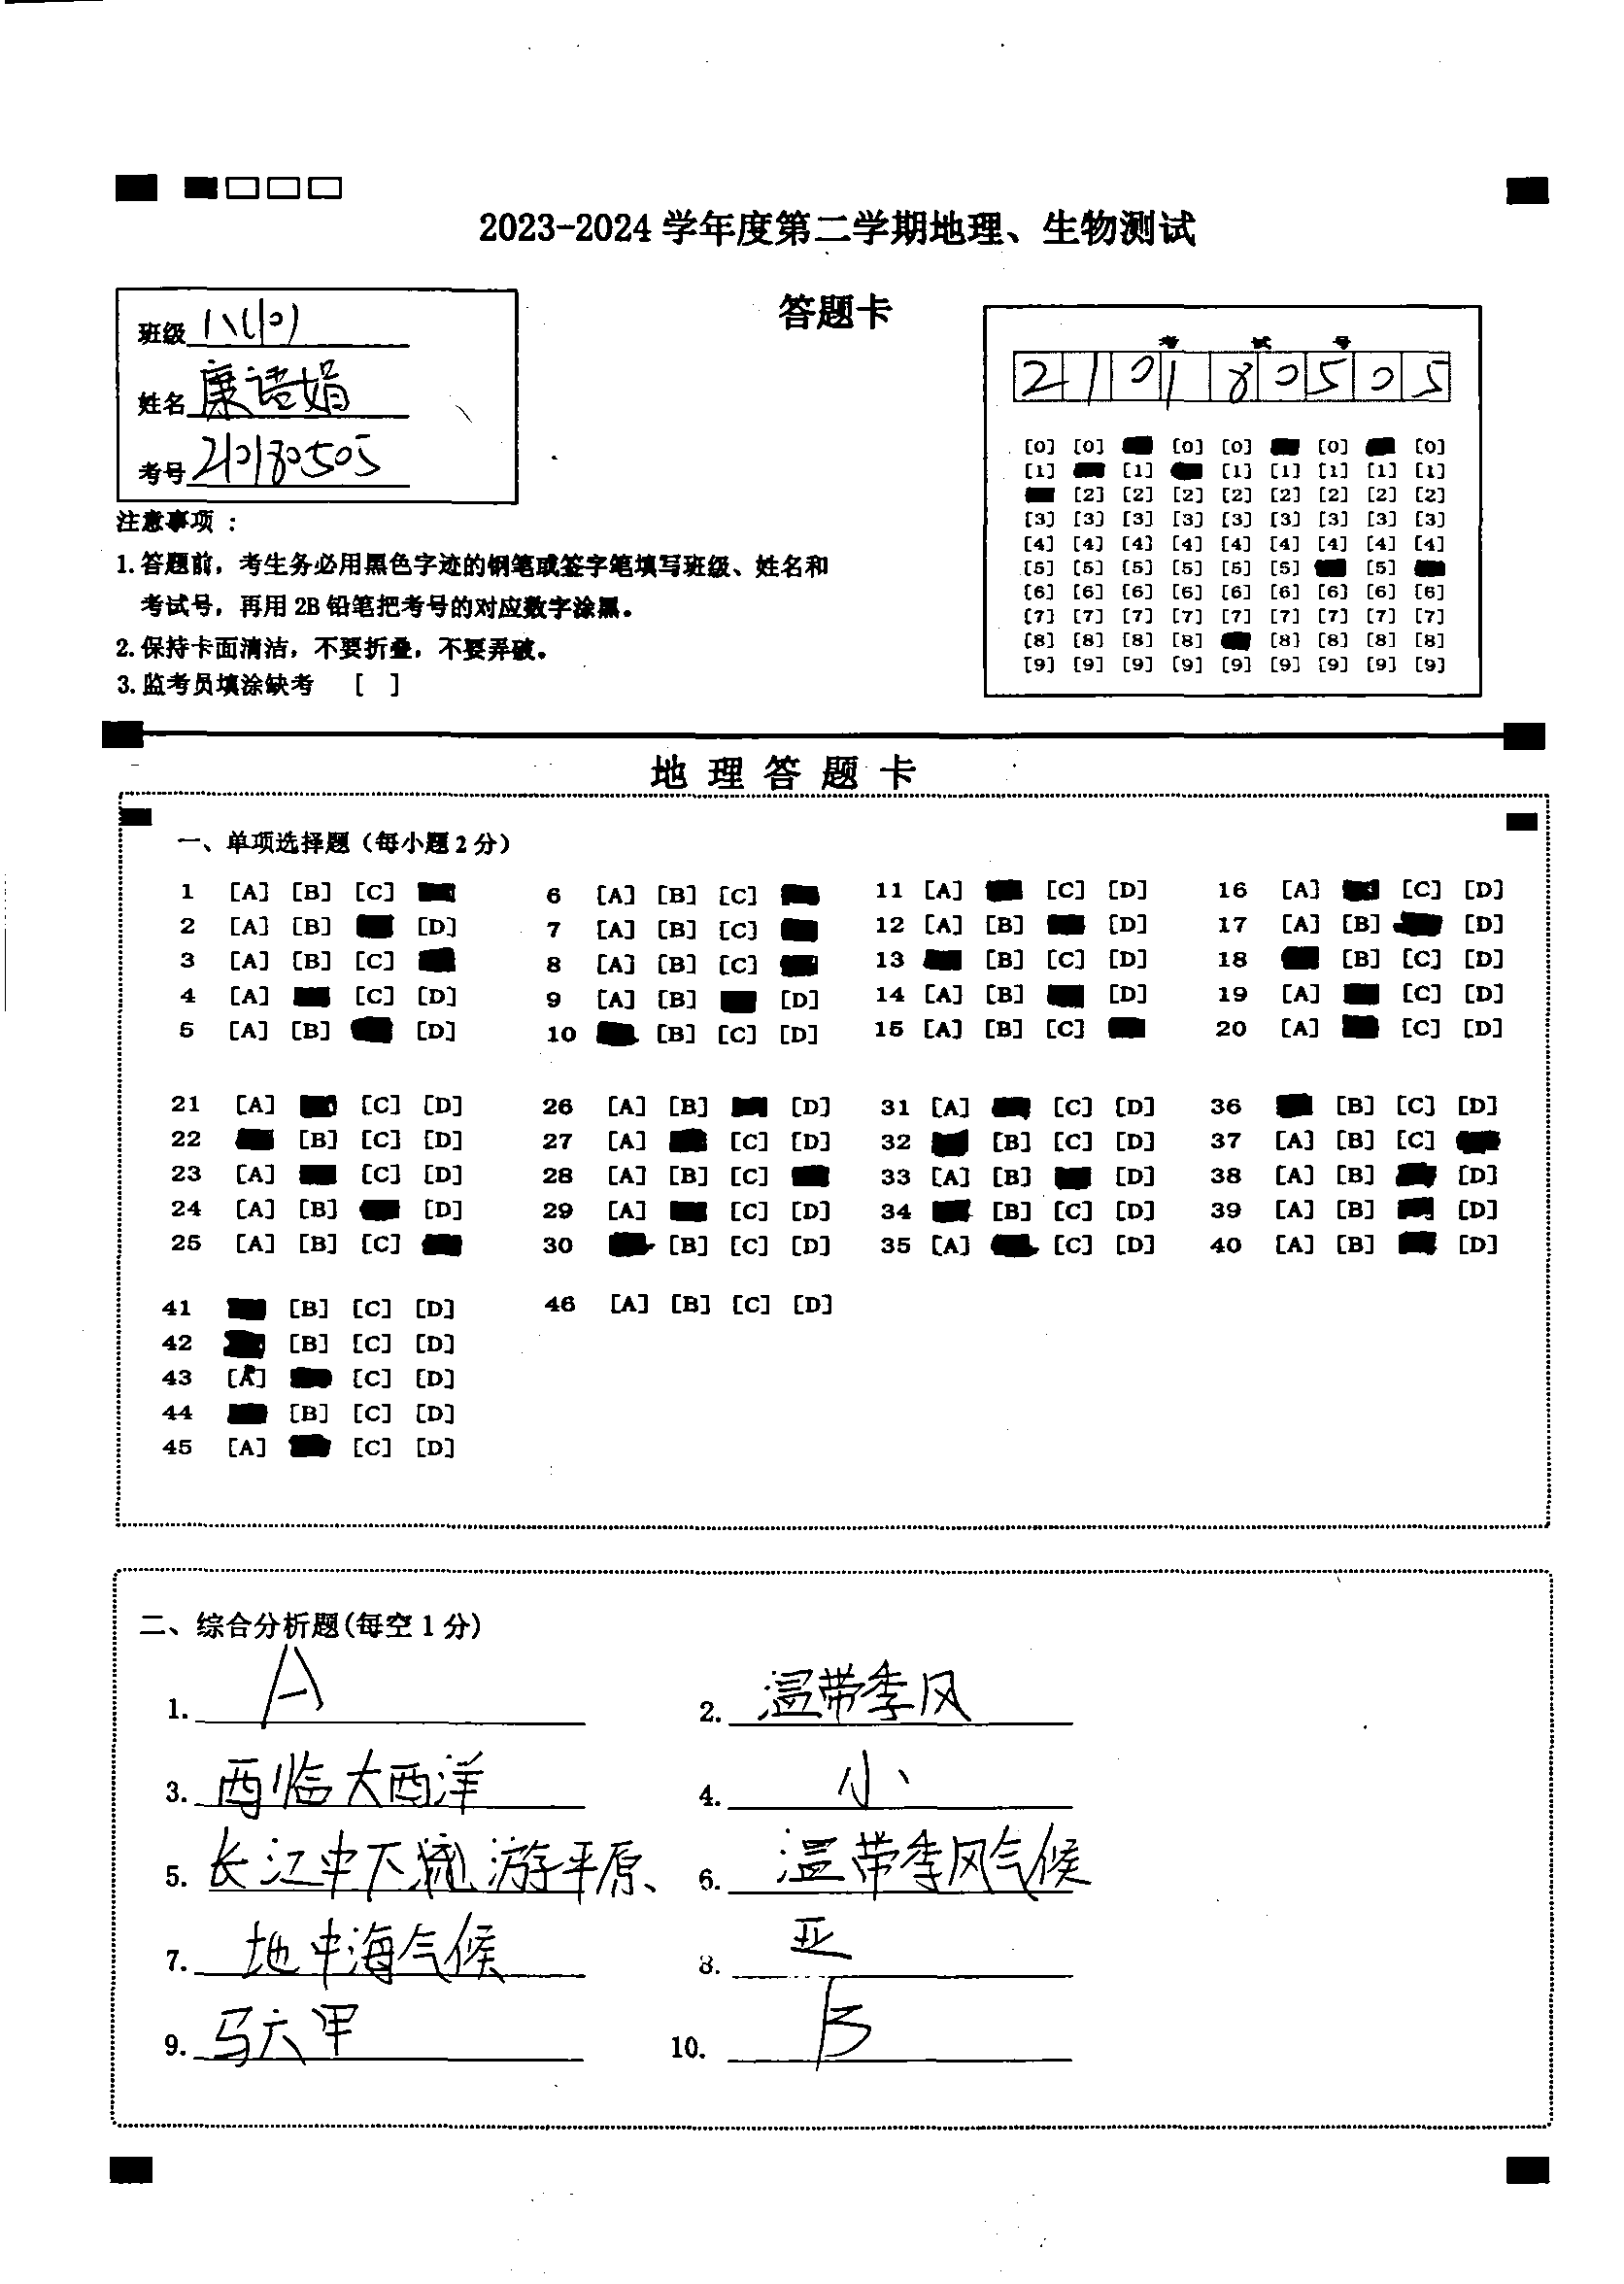 2023-2024 学年度第二学期地理、生物测试
答题卡
班级 八(10)
姓名 康语娟
考号 210180505
考 试 号
2 1 0 1 8 0 5 0 5
[0] [0] [0] [0] [0] [0]
[1] [1] [1] [1] [1] [1] [1]
[2] [2] [2] [2] [2] [2] [2] [2]
[3] [3] [3] [3] [3] [3] [3] [3] [3]
[4] [4] [4] [4] [4] [4] [4] [4] [4]
[5] [5] [5] [5] [5] [5] [5]
[6] [6] [6] [6] [6] [6] [6] [6] [6]
[7] [7] [7] [7] [7] [7] [7] [7] [7]
[8] [8] [8] [8] [8] [8] [8] [8]
[9] [9] [9] [9] [9] [9] [9] [9] [9]
注意事项：
1.答题前，考生务必用黑色字迹的钢笔或签字笔填写班级、姓名和
考试号，再用 2B 铅笔把考号的对应数字涂黑。
2.保持卡面清洁，不要折叠，不要弄破。
3.监考员填涂缺考 [ ]
地理答题卡
一、单项选择题（每小题2分）
1 [A] [B] [C] 6 [A] [B] [C] 11 [A] [C] [D] 16 [A] [C] [D]
2 [A] [B] [D] 7 [A] [B] [C] 12 [A] [B] [D] 17 [A] [B] [D]
3 [A] [B] [C] 8 [A] [B] [C] 13 [B] [C] [D] 18 [B] [C] [D]
4 [A] [C] [D] 9 [A] [B] [D] 14 [A] [B] [D] 19 [A] [C] [D]
5 [A] [B] [D] 10 [B] [C] [D] 15 [A] [B] [C] 20 [A] [C] [D]
21 [A] [C] [D] 26 [A] [B] [D] 31 [A] [C] [D] 36 [B] [C] [D]
22 [B] [C] [D] 27 [A] [C] [D] 32 [B] [C] [D] 37 [A] [B] [C]
23 [A] [C] [D] 28 [A] [B] [C] 33 [A] [B] [D] 38 [A] [B] [D]
24 [A] [B] [D] 29 [A] [C] [D] 34 [B] [C] [D] 39 [A] [B] [D]
25 [A] [B] [C] 30 [B] [C] [D] 35 [A] [C] [D] 40 [A] [B] [D]
41 [B] [C] [D] 46 [A] [B] [C] [D]
42 [B] [C] [D]
43 [A] [C] [D]
44 [B] [C] [D]
45 [A] [C] [D]
二、综合分析题(每空1分)
1. A 2. 温带季风
3. 西临大西洋 4. 小
5. 长江中下游平原、 6. 温带季风气候
7. 地中海气候 8. 亚
9. 马六甲 10. B